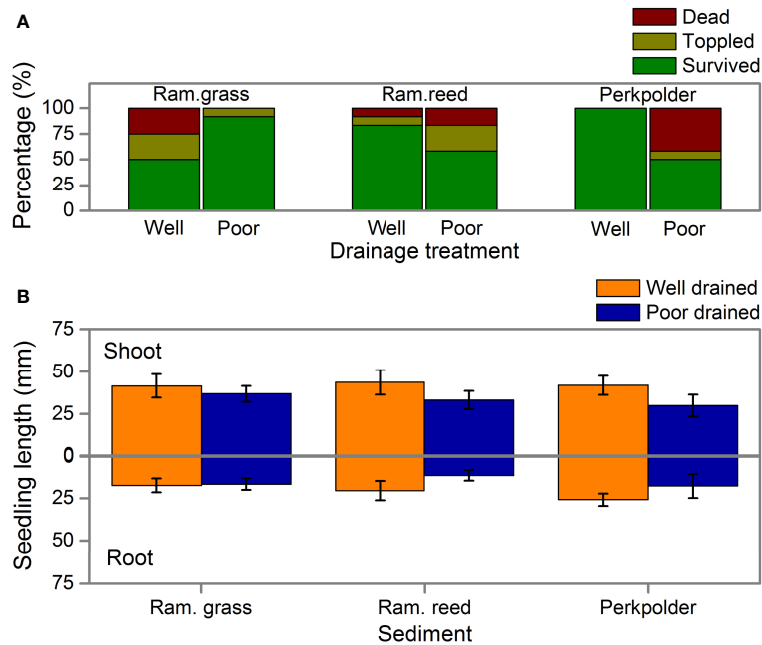 A
Dead
Toppled
Survived
Percentage (%)
Ram.grass Ram.reed Perkpolder
100
75
50
25
0
Well Poor Well Poor Well Poor
Drainage treatment
B
Well drained
Poor drained
Seedling length (mm)
75
50
25
0
25
50
75
Shoot
Root
Ram. grass Ram. reed Perkpolder
Sediment